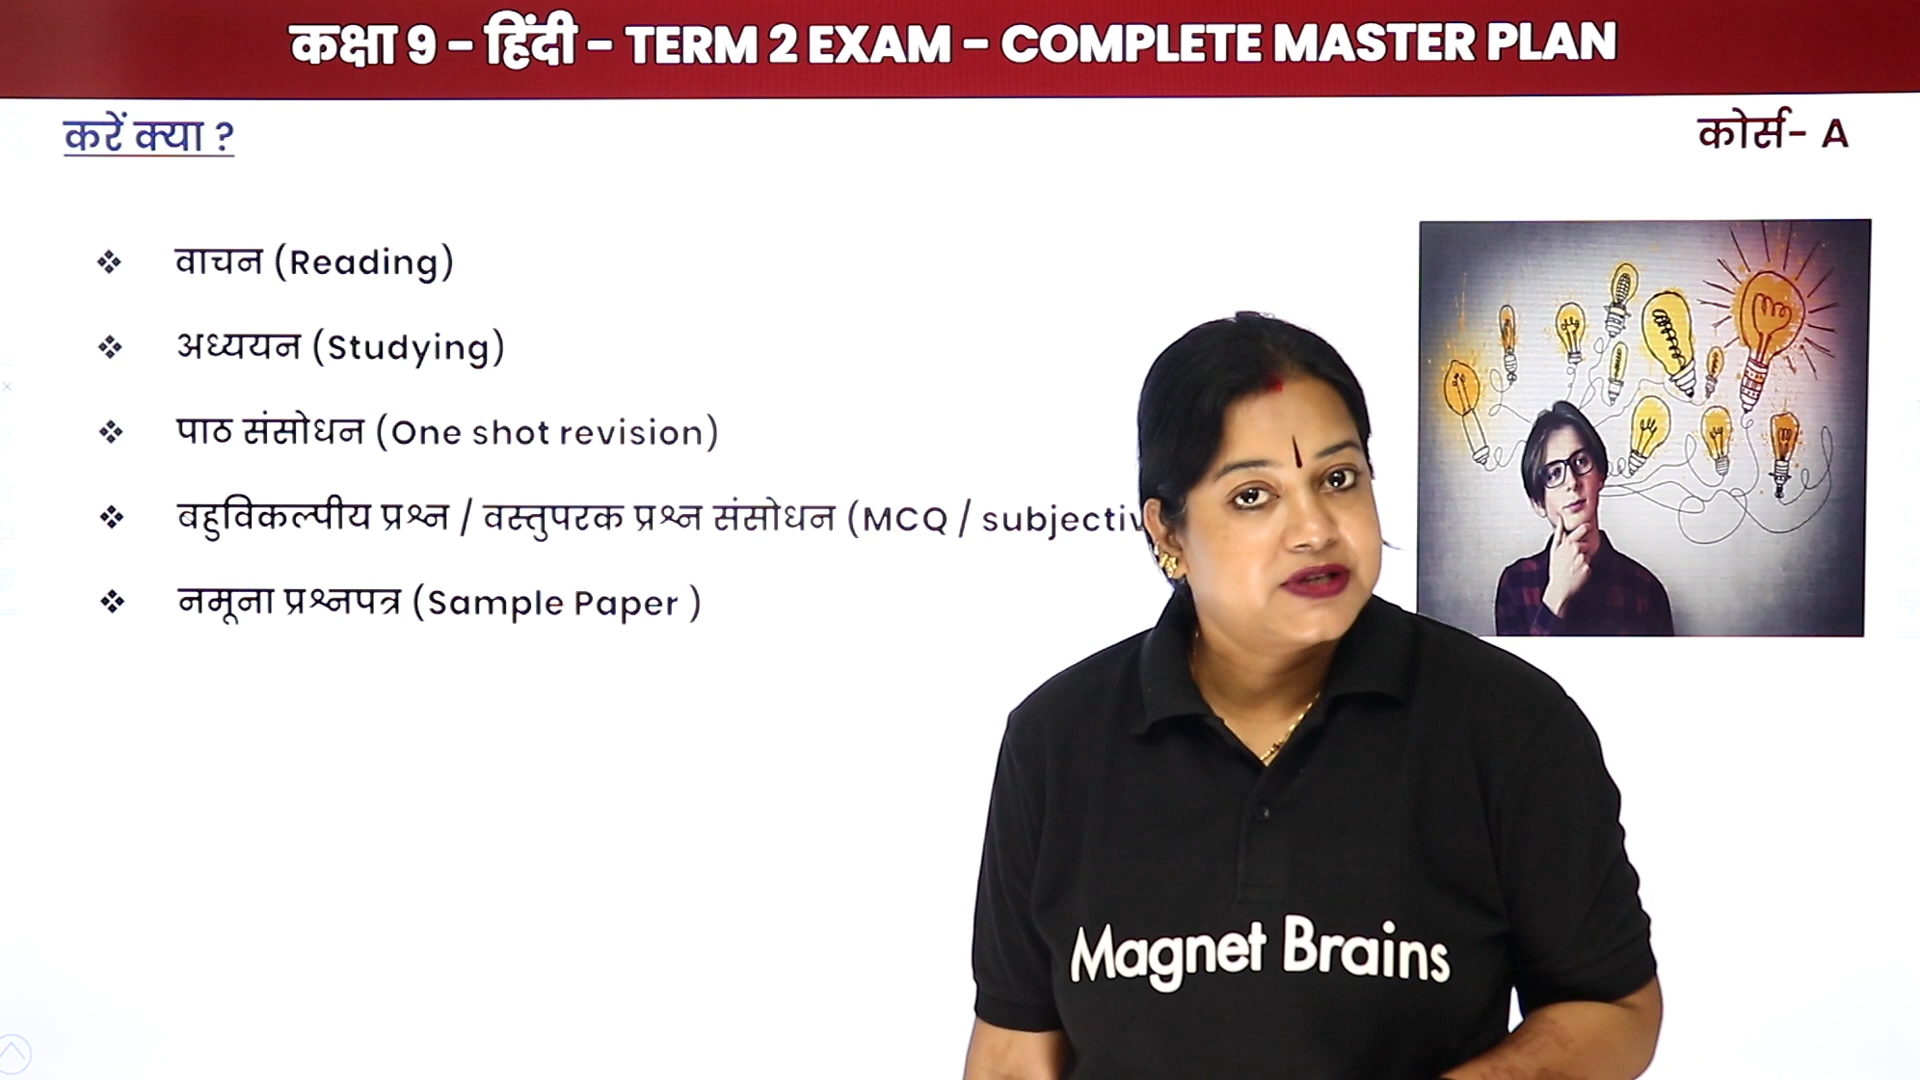 कक्षा 9 - हिंदी - TERM 2 EXAM - COMPLETE MASTER PLAN
करें क्या ?
कोर्स- A
❖ वाचन (Reading)
❖ अध्ययन (Studying)
❖ पाठ संसोधन (One shot revision)
❖ बहुविकल्पीय प्रश्न / वस्तुपरक प्रश्न संसोधन (MCQ / subjectiv
❖ नमूना प्रश्नपत्र (Sample Paper )
Magnet Brains